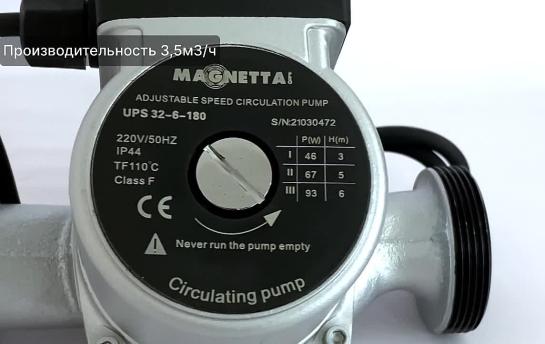 Производительность 3,5м3/ч
MAGNETTA
ADJUSTABLE SPEED CIRCULATION PUMP
UPS 32-6-180
S/N:21030472
220V/50HZ
IP44
TF110°C
Class F
P(W) H(m)
I 46 3
II 67 5
III 93 6
CE
Never run the pump empty
Circulating pump